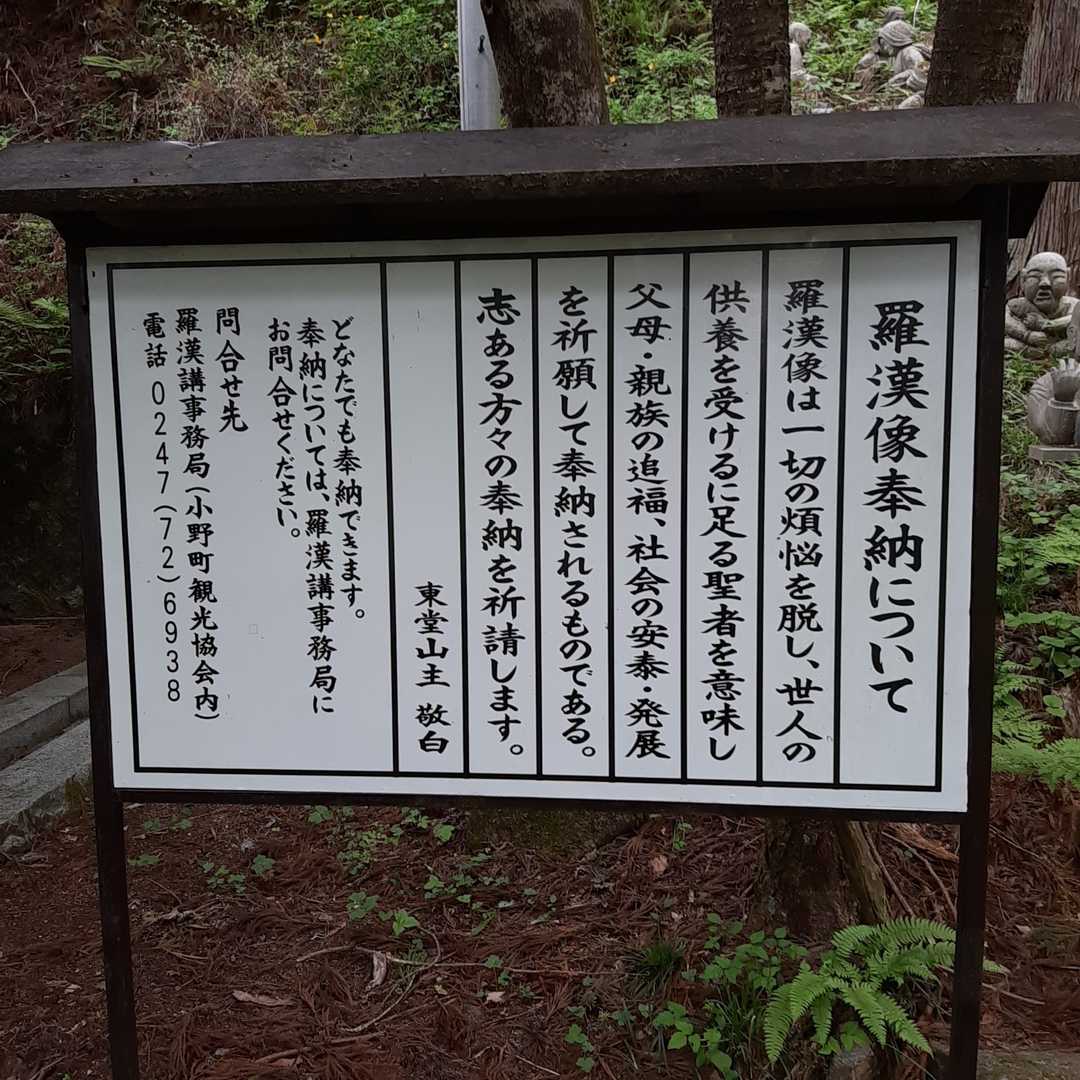 羅漢像奉納について
羅漢像は一切の煩悩を脱し、世人の
供養を受けるに足る聖者を意味し
父母・親族の追福、社会の安泰・発展
を祈願して奉納されるものである。
志ある方々の奉納を祈請します。
東堂山主 敬白
どなたでも奉納できます。
奉納については、羅漢講事務局に
お問合せください。
問合せ先
羅漢講事務局(小野町観光協会内)
電話 0247(72)6938